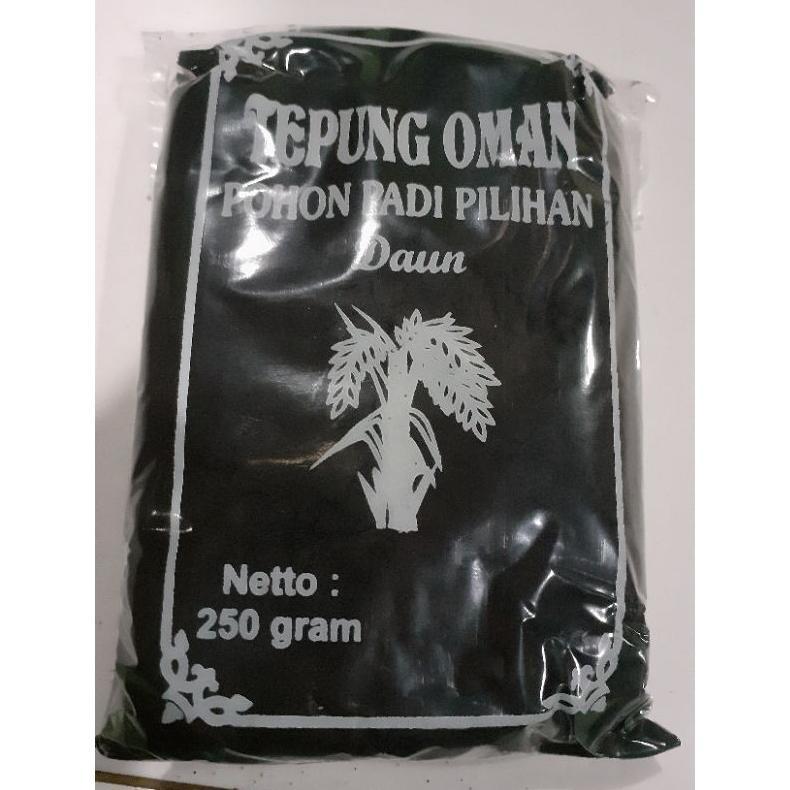 TEPUNG OMAN
POHON PADI PILIHAN
Daun
Netto :
250 gram